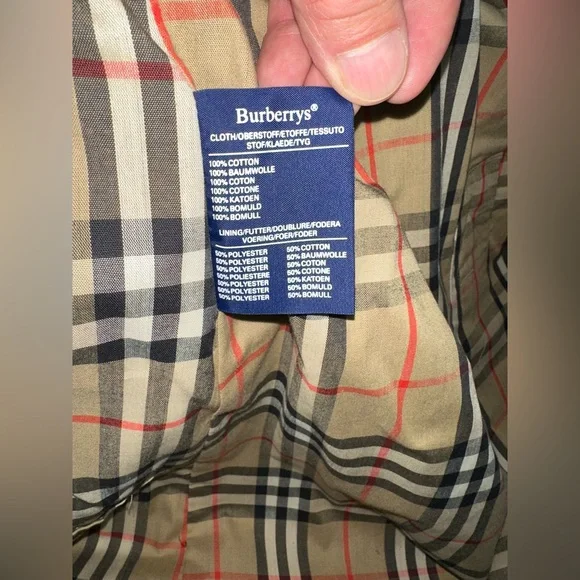 Burberrys®
CLOTH/OBERSTOFF/ETOFFE/TESSUTO
STOF/KLAEDE/TYG
100% COTTON
100% BAUMWOLLE
100% COTON
100% COTONE
100% KATOEN
100% BOMULD
100% BOMULL
LINING/FUTTER/DOUBLURE/FODERA
VOERING/FOER/FODER
50% POLYESTER 50% COTTON
50% POLYESTER 50% BAUMWOLLE
50% POLYESTER 50% COTON
50% POLIESTERE 50% COTONE
50% POLYESTER 50% KATOEN
50% POLYESTER 50% BOMULD
50% POLYESTER 50% BOMULL